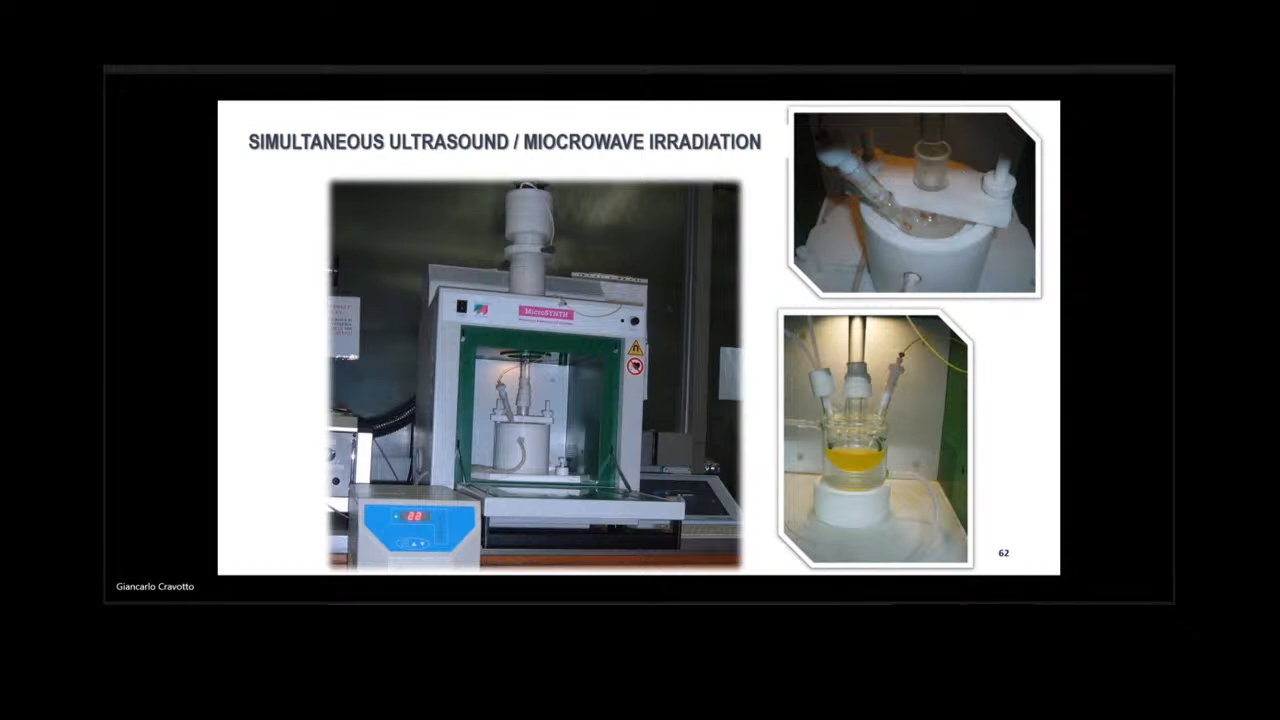 SIMULTANEOUS ULTRASOUND / MIOCROWAVE IRRADIATION
MicroSYNTH
22
62
Giancarlo Cravotto